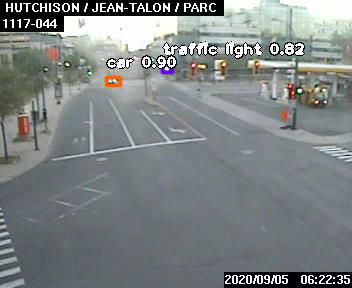 HUTCHISON / JEAN-TALON / PARC
1117-044
traffic light 0.82
car 0.90
2020/09/05 06:22:35